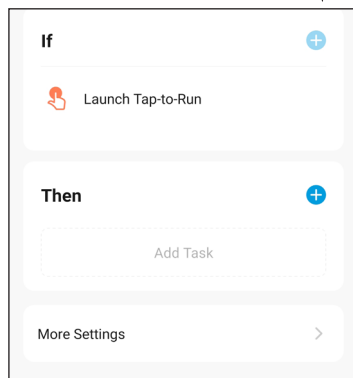 If
Launch Tap-to-Run
Then
Add Task
More Settings